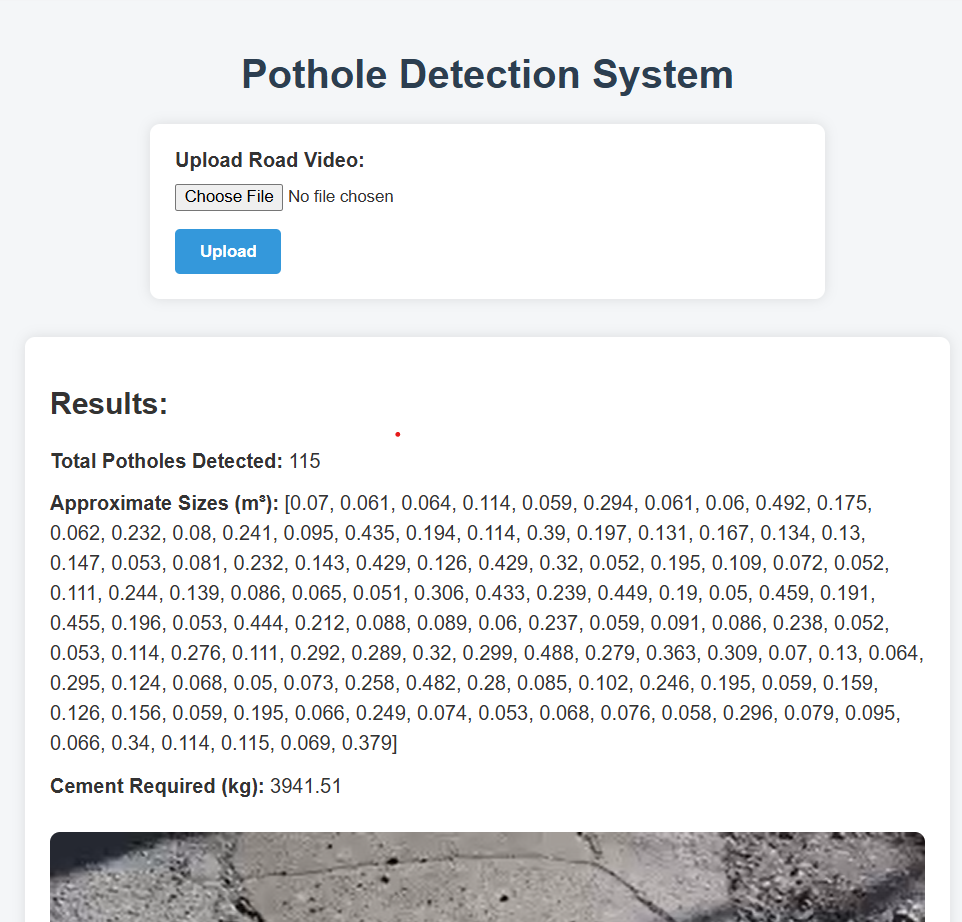 Pothole Detection System
Upload Road Video:
Choose File No file chosen
Upload
Results:
Total Potholes Detected: 115
Approximate Sizes (m³): [0.07, 0.061, 0.064, 0.114, 0.059, 0.294, 0.061, 0.06, 0.492, 0.175,
0.062, 0.232, 0.08, 0.241, 0.095, 0.435, 0.194, 0.114, 0.39, 0.197, 0.131, 0.167, 0.134, 0.13,
0.147, 0.053, 0.081, 0.232, 0.143, 0.429, 0.126, 0.429, 0.32, 0.052, 0.195, 0.109, 0.072, 0.052,
0.111, 0.244, 0.139, 0.086, 0.065, 0.051, 0.306, 0.433, 0.239, 0.449, 0.19, 0.05, 0.459, 0.191,
0.455, 0.196, 0.053, 0.444, 0.212, 0.088, 0.089, 0.06, 0.237, 0.059, 0.091, 0.086, 0.238, 0.052,
0.053, 0.114, 0.276, 0.111, 0.292, 0.289, 0.32, 0.299, 0.488, 0.279, 0.363, 0.309, 0.07, 0.13, 0.064,
0.295, 0.124, 0.068, 0.05, 0.073, 0.258, 0.482, 0.28, 0.085, 0.102, 0.246, 0.195, 0.059, 0.159,
0.126, 0.156, 0.059, 0.195, 0.066, 0.249, 0.074, 0.053, 0.068, 0.076, 0.058, 0.296, 0.079, 0.095,
0.066, 0.34, 0.114, 0.115, 0.069, 0.379]
Cement Required (kg): 3941.51